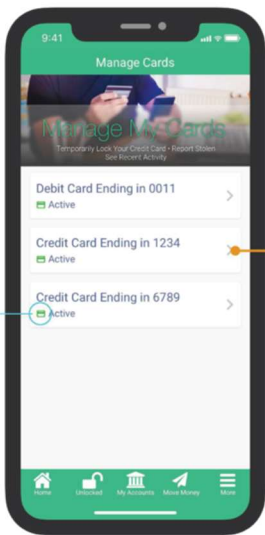 9:41
Manage Cards
Manage My Cards
Temporarily Lock Your Credit Card • Report Stolen
See Recent Activity
Debit Card Ending in 0011
Active
Credit Card Ending in 1234
Active
Credit Card Ending in 6789
Active
Home Unlocked My Accounts Move Money More